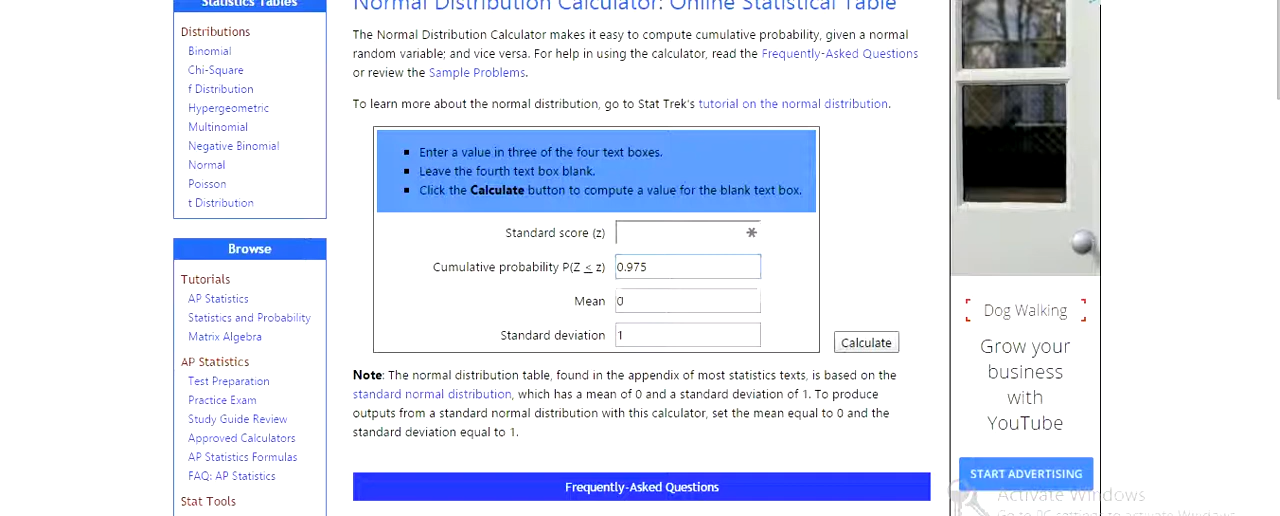 Statistics Tables
Distributions
Binomial
Chi-Square
f Distribution
Hypergeometric
Multinomial
Negative Binomial
Normal
Poisson
t Distribution
Browse
Tutorials
AP Statistics
Statistics and Probability
Matrix Algebra
AP Statistics
Test Preparation
Practice Exam
Study Guide Review
Approved Calculators
AP Statistics Formulas
FAQ: AP Statistics
Stat Tools
Normal Distribution Calculator: Online Statistical Table
The Normal Distribution Calculator makes it easy to compute cumulative probability, given a normal
random variable; and vice versa. For help in using the calculator, read the Frequently-Asked Questions
or review the Sample Problems.
To learn more about the normal distribution, go to Stat Trek's tutorial on the normal distribution.
Enter a value in three of the four text boxes.
Leave the fourth text box blank.
Click the Calculate button to compute a value for the blank text box.
Standard score (z)
Cumulative probability P(Z ≤ z) 0.975
Mean 0
Standard deviation 1
Calculate
Note: The normal distribution table, found in the appendix of most statistics texts, is based on the
standard normal distribution, which has a mean of 0 and a standard deviation of 1. To produce
outputs from a standard normal distribution with this calculator, set the mean equal to 0 and the
standard deviation equal to 1.
Frequently-Asked Questions
Dog Walking
Grow your
business
with
YouTube
START ADVERTISING
Activate Windows
Go to PC settings to activate Windows.